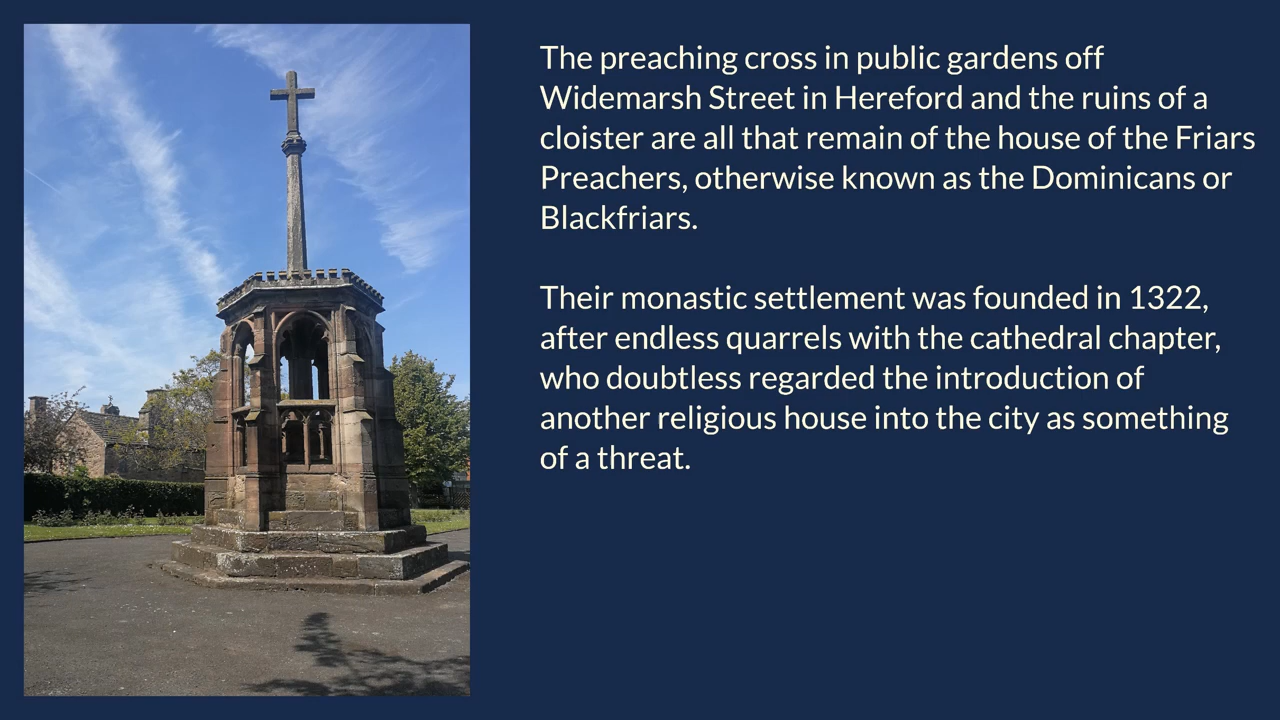 The preaching cross in public gardens off
Widemarsh Street in Hereford and the ruins of a
cloister are all that remain of the house of the Friars
Preachers, otherwise known as the Dominicans or
Blackfriars.
Their monastic settlement was founded in 1322,
after endless quarrels with the cathedral chapter,
who doubtless regarded the introduction of
another religious house into the city as something
of a threat.